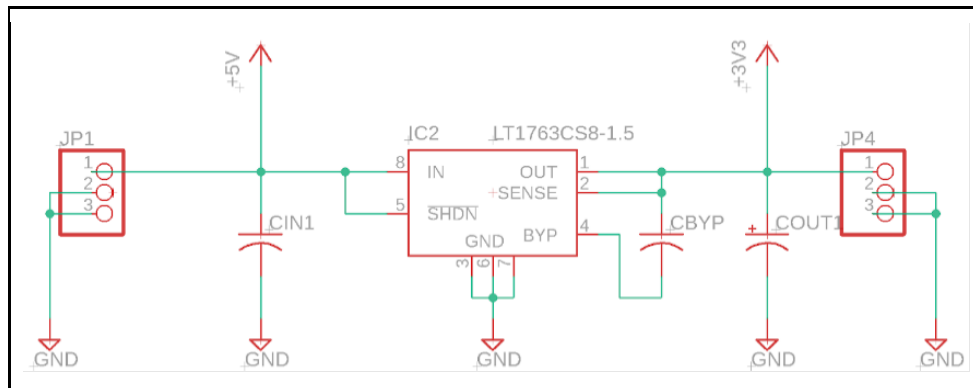 +5V
+3V3
JP1
IC2
LT1763CS8-1.5
JP4
1
2
3
8
IN
5
SHDN
OUT
1
SENSE
2
BYP
4
GND
3
6
7
CIN1
CBYP
+
COUT1
1
2
3
GND
GND
GND
GND
GND